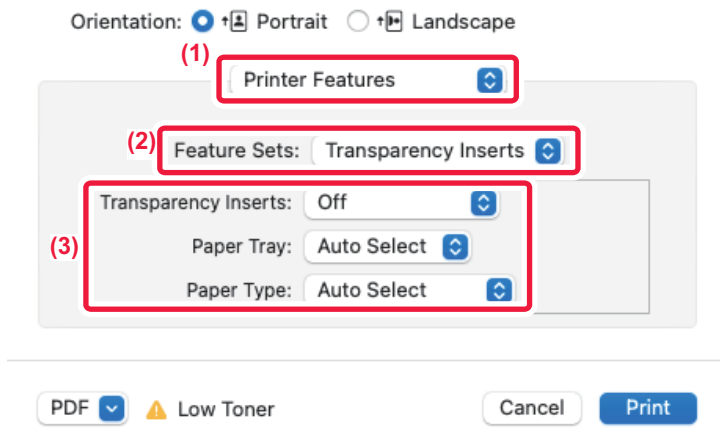 Orientation: Portrait Landscape
(1)
Printer Features
(2)
Feature Sets: Transparency Inserts
Transparency Inserts: Off
(3)
Paper Tray: Auto Select
Paper Type: Auto Select
PDF Low Toner Cancel Print